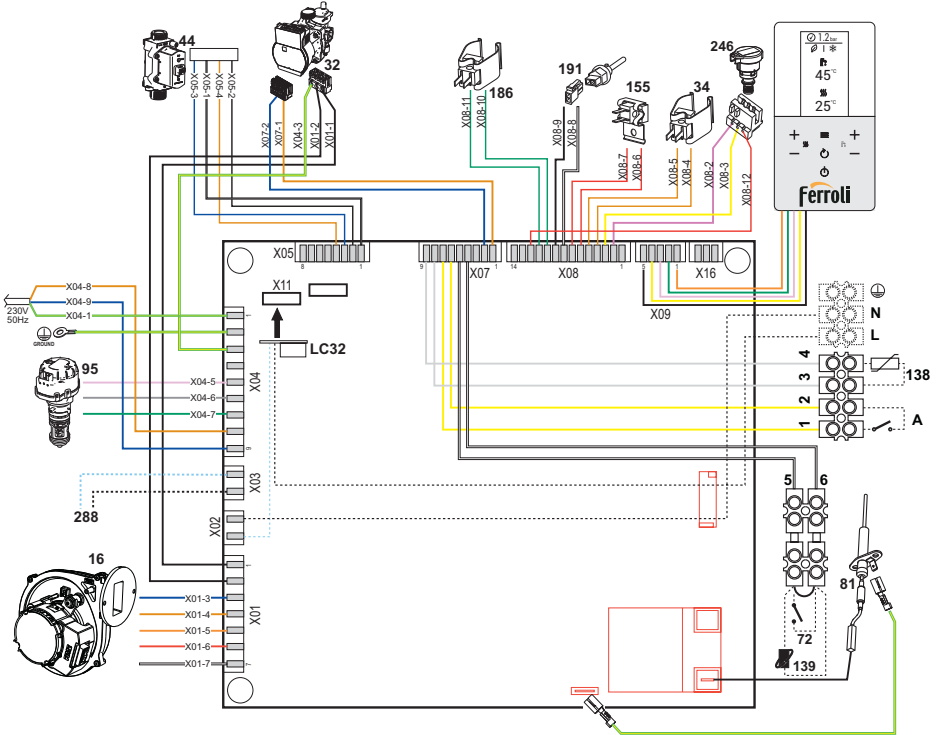 44
X05-3
X05-1
X05-4
X05-2
32
X07-2
X07-1
X04-3
X01-2
X01-1
186
X08-11
X08-10
191
X08-9
X08-8
155
X08-7
X08-6
34
X08-5
X08-4
246
X08-2
X08-3
X08-12
1.2 bar
45°C
25°C
+
+
−
−
ferroli
X05
8
1
9
X07
1
14
X08
1
5
1
X09
X16
X11
LC32
X04-8
X04-9
X04-1
230V
50Hz
GROUND
95
X04-5
X04-6
X04-7
1
X04
9
X03
288
X02
N
L
4
3
2
1
138
A
5
6
16
X01-3
X01-4
X01-5
X01-6
X01-7
1
X01
7
72
139
81